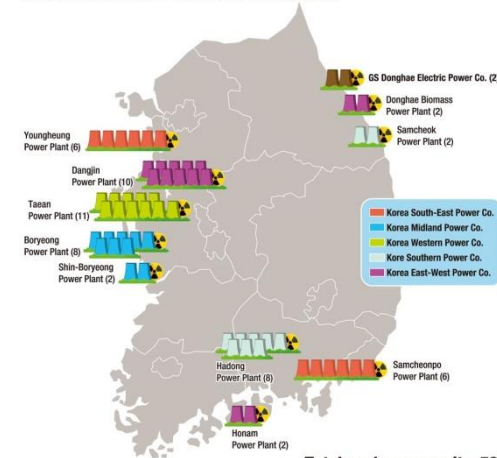 GS Donghae Electric Power Co. (2)
Donghae Biomass
Power Plant (2)
Samcheok
Power Plant (2)
Youngheung
Power Plant (6)
Dangjin
Power Plant (10)
Taean
Power Plant (11)
Boryeong
Power Plant (8)
Shin-Boryeong
Power Plant (2)
Korea South-East Power Co.
Korea Midland Power Co.
Korea Western Power Co.
Kore Southern Power Co.
Korea East-West Power Co.
Hadong
Power Plant (8)
Samcheonpo
Power Plant (6)
Honam
Power Plant (2)